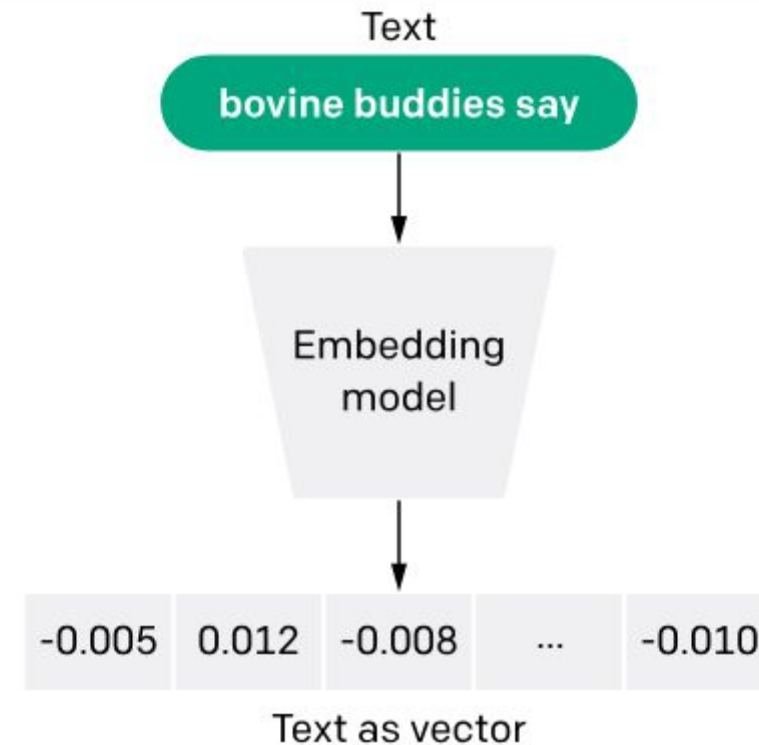 Text
bovine buddies say
Embedding
model
-0.005 0.012 -0.008 ... -0.010
Text as vector